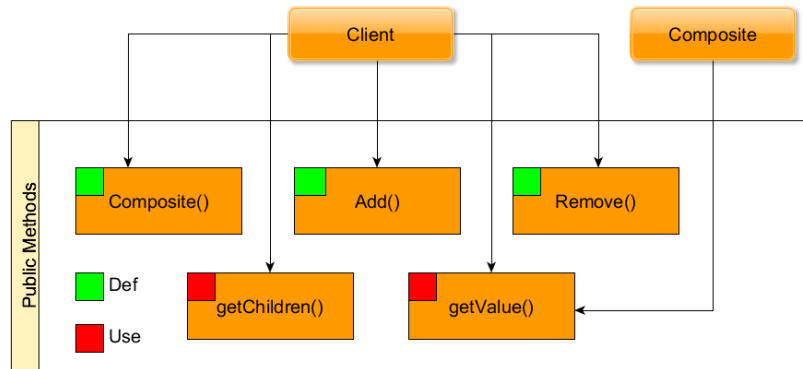 Client
Composite
Public Methods
Composite()
Add()
Remove()
Def
getChildren()
getValue()
Use